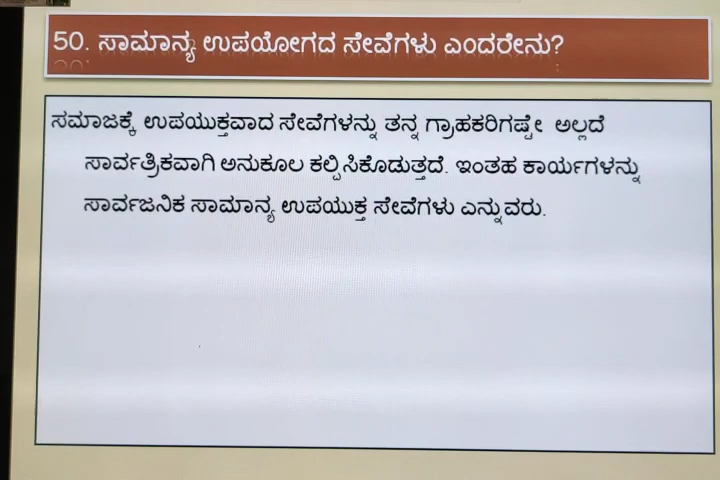 50. ಸಾಮಾನ್ಯ ಉಪಯೋಗದ ಸೇವೆಗಳು ಎಂದರೇನು?
ಸಮಾಜಕ್ಕೆ ಉಪಯುಕ್ತವಾದ ಸೇವೆಗಳನ್ನು ತನ್ನ ಗ್ರಾಹಕರಿಗಷ್ಟೇ ಅಲ್ಲದೆ
ಸಾರ್ವತ್ರಿಕವಾಗಿ ಅನುಕೂಲ ಕಲ್ಪಿಸಿಕೊಡುತ್ತದೆ. ಇಂತಹ ಕಾರ್ಯಗಳನ್ನು
ಸಾರ್ವಜನಿಕ ಸಾಮಾನ್ಯ ಉಪಯುಕ್ತ ಸೇವೆಗಳು ಎನ್ನುವರು.